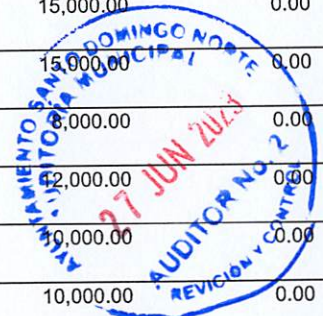 15,000.00 0.00
15,000.00 0.00
8,000.00 0.00
12,000.00 0.00
10,000.00 0.00
10,000.00 0.00
AYUNTAMIENTO SANTO DOMINGO NORTE
AUDITORÍA MUNICIPAL
27 JUN 2023
AUDITOR NO. 2
REVICIÓN Y CONTROL